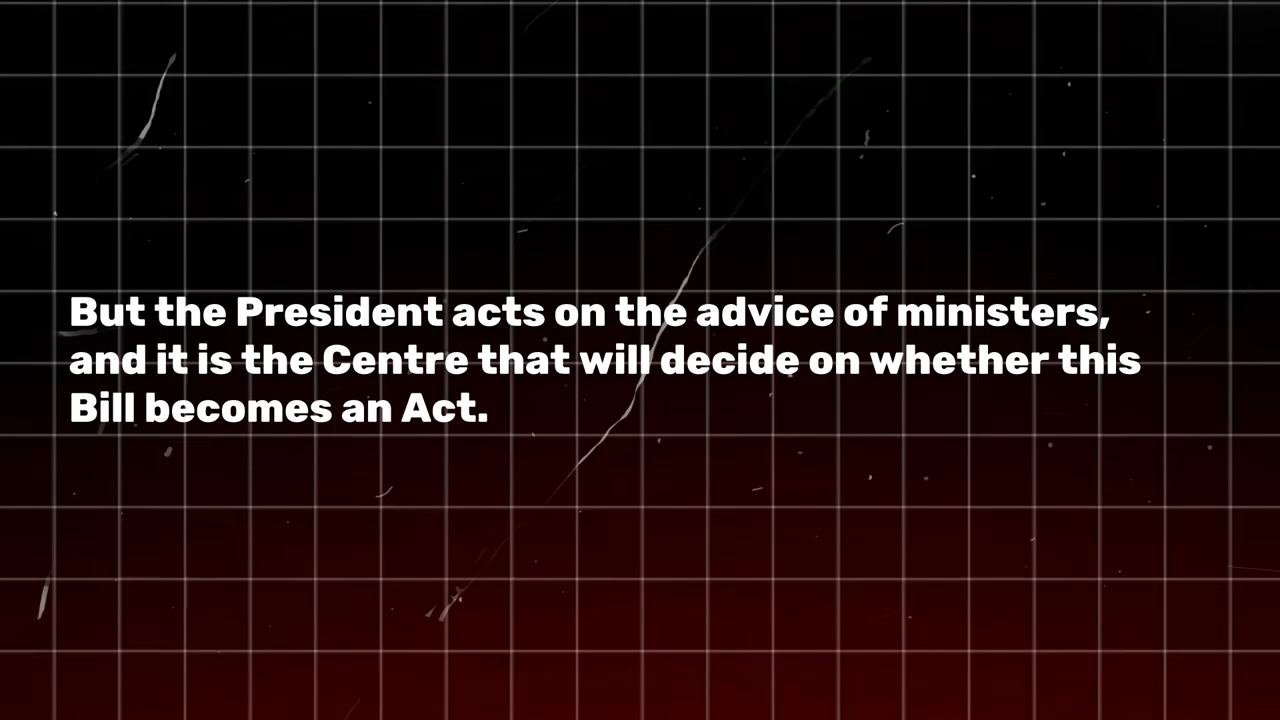 But the President acts on the advice of ministers,
and it is the Centre that will decide on whether this
Bill becomes an Act.